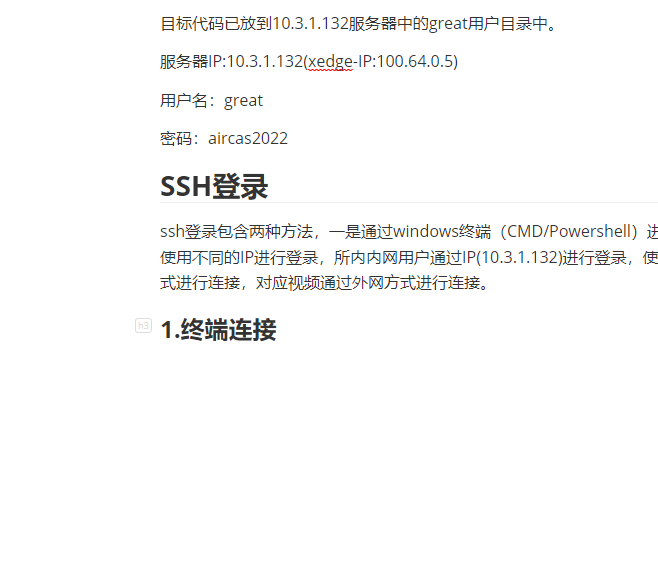 目标代码已放到10.3.1.132服务器中的great用户目录中。
服务器IP:10.3.1.132(xedge-IP:100.64.0.5)
用户名：great
密码：aircas2022
SSH登录
ssh登录包含两种方法，一是通过windows终端（CMD/Powershell）进
使用不同的IP进行登录，所内内网用户通过IP(10.3.1.132)进行登录，使
式进行连接，对应视频通过外网方式进行连接。
h3 1.终端连接